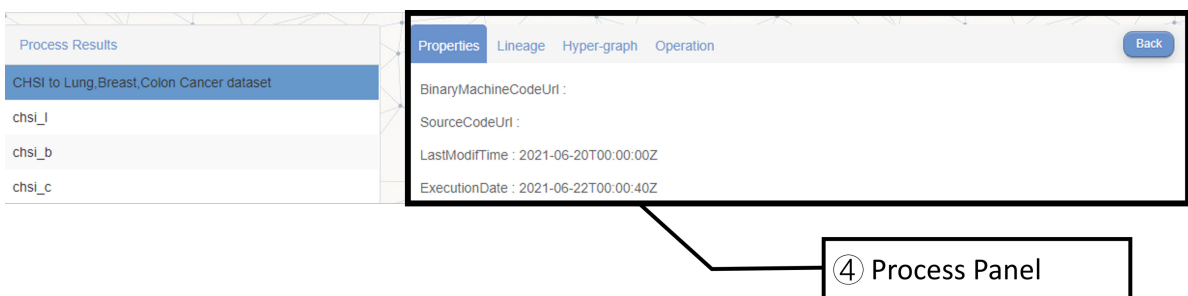 Process Results
CHSI to Lung,Breast,Colon Cancer dataset
chsi_l
chsi_b
chsi_c
Properties Lineage Hyper-graph Operation Back
BinaryMachineCodeUrl :
SourceCodeUrl :
LastModifTime : 2021-06-20T00:00:00Z
ExecutionDate : 2021-06-22T00:00:40Z
④ Process Panel